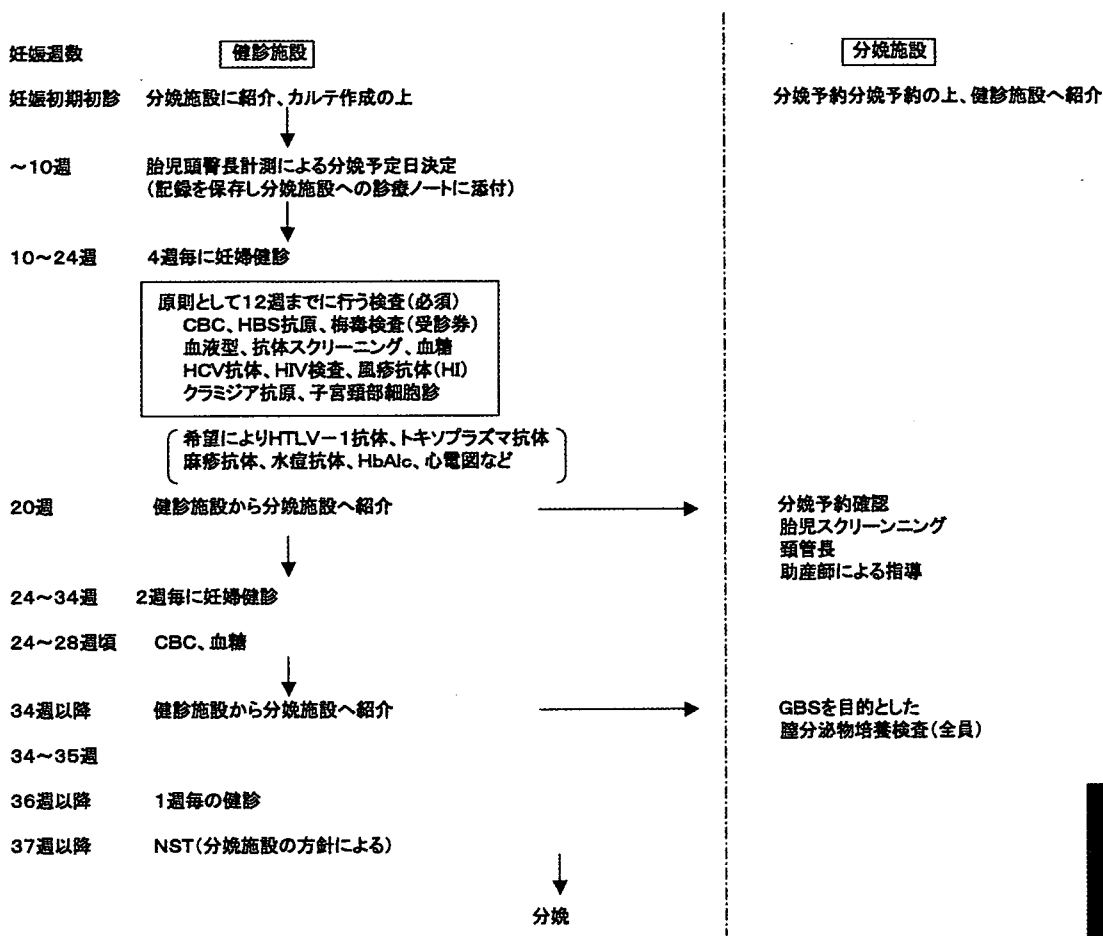 妊娠週数 健診施設 分娩施設
妊娠初期初診 分娩施設に紹介、カルテ作成の上 分娩予約分娩予約の上、健診施設へ紹介
~10週 胎児頭臀長計測による分娩予定日決定
(記録を保存し分娩施設への診療ノートに添付)
10~24週 4週毎に妊婦健診
原則として12週までに行う検査(必須)
CBC、HBS抗原、梅毒検査(受診券)
血液型、抗体スクリーニング、血糖
HCV抗体、HIV検査、風疹抗体(HI)
クラミジア抗原、子宮頸部細胞診
希望によりHTLV-1抗体、トキソプラズマ抗体
麻疹抗体、水痘抗体、HbAlc、心電図など
20週 健診施設から分娩施設へ紹介 分娩予約確認
胎児スクリーンニング
頸管長
助産師による指導
24~34週 2週毎に妊婦健診
24~28週頃 CBC、血糖
34週以降 健診施設から分娩施設へ紹介 GBSを目的とした
膣分泌物培養検査(全員)
34~35週
36週以降 1週毎の健診
37週以降 NST(分娩施設の方針による)
分娩